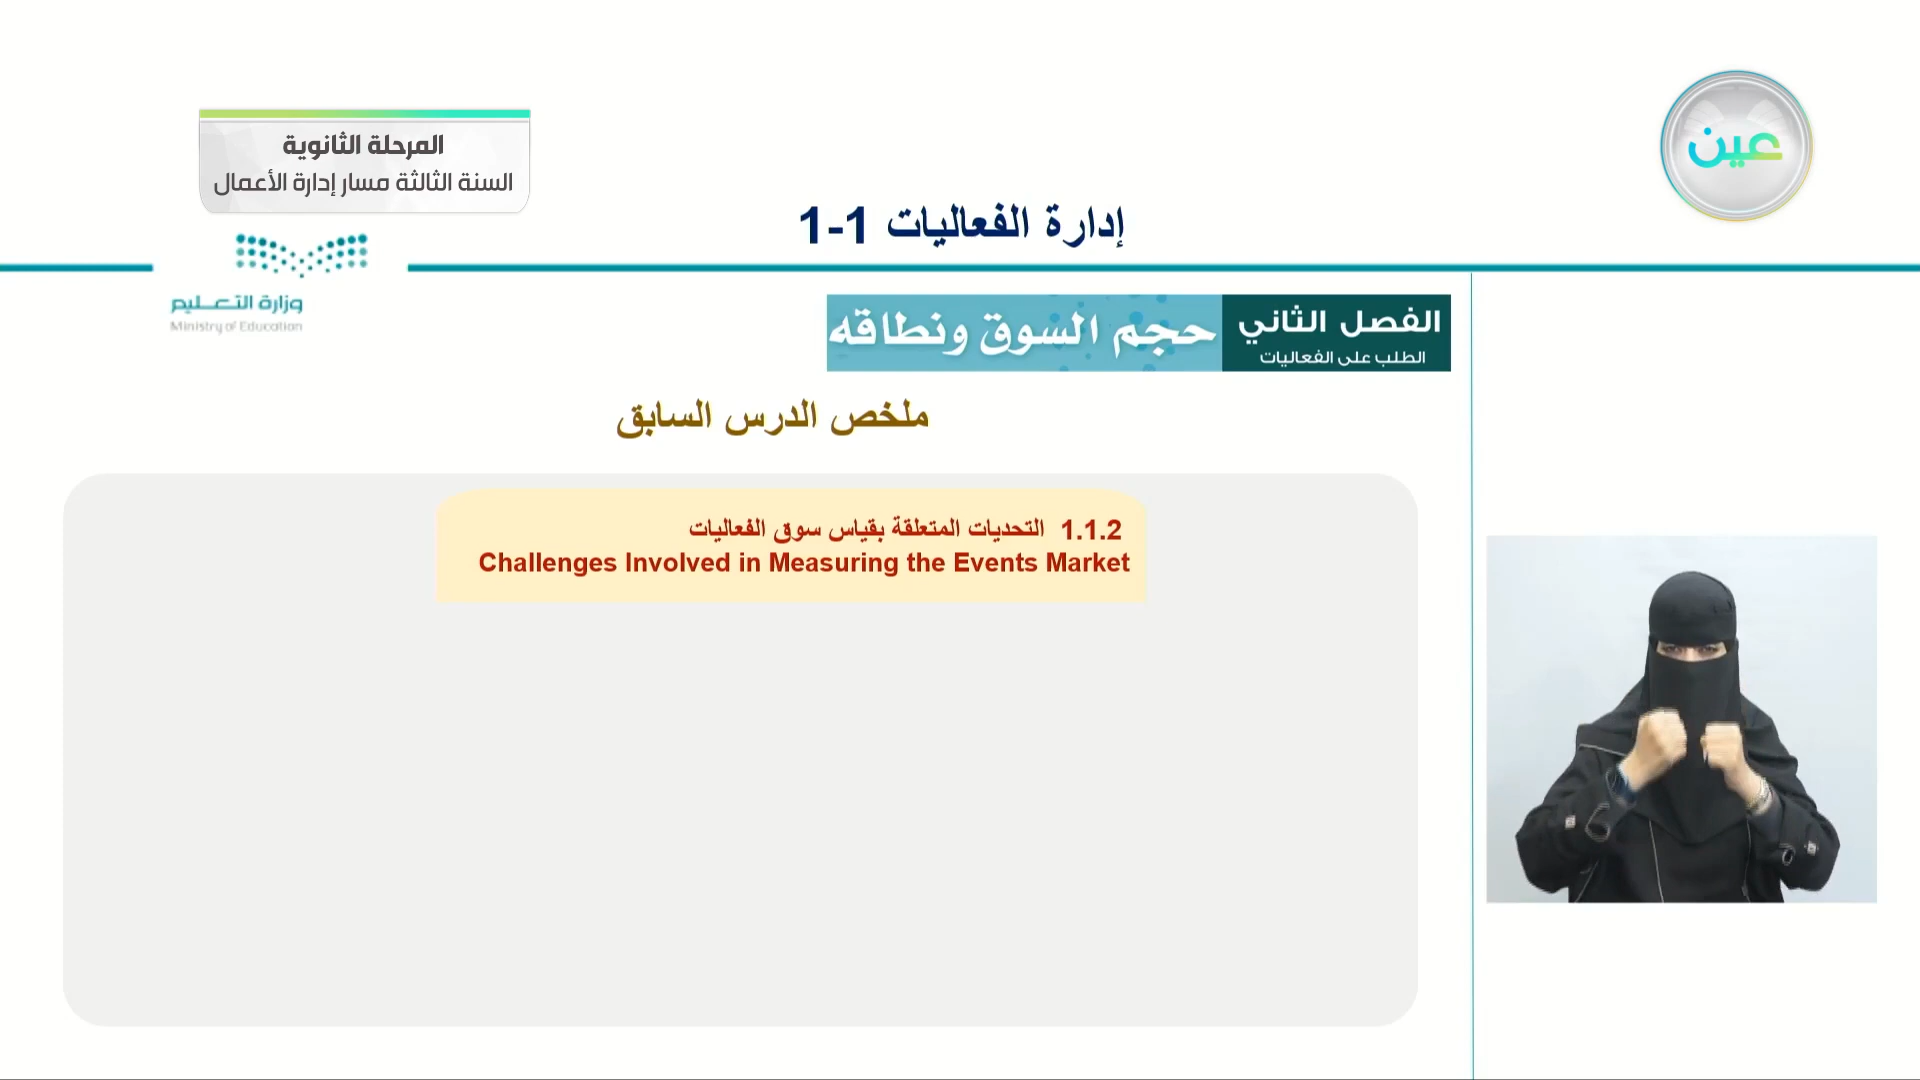 المرحلة الثانوية
السنة الثالثة مسار إدارة الأعمال
عين
إدارة الفعاليات 1-1
وزارة التعليم
Ministry of Education
الفصل الثاني
الطلب على الفعاليات
حجم السوق ونطاقه
ملخص الدرس السابق
1.1.2 التحديات المتعلقة بقياس سوق الفعاليات
Challenges Involved in Measuring the Events Market